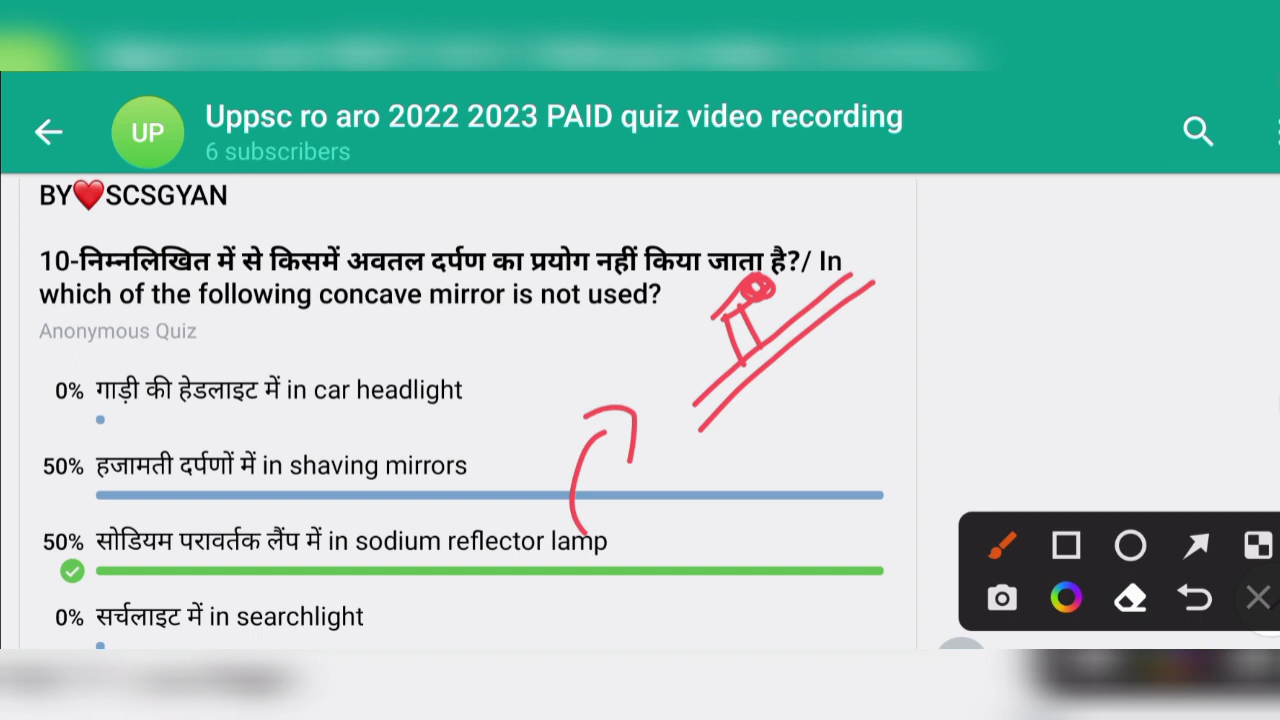 UP
Uppsc ro aro 2022 2023 PAID quiz video recording
6 subscribers
BY❤️SCSGYAN
10-निम्नलिखित में से किसमें अवतल दर्पण का प्रयोग नहीं किया जाता है?/ In
which of the following concave mirror is not used?
Anonymous Quiz
0% गाड़ी की हेडलाइट में in car headlight
50% हजामती दर्पणों में in shaving mirrors
50% सोडियम परावर्तक लैंप में in sodium reflector lamp
0% सर्चलाइट में in searchlight